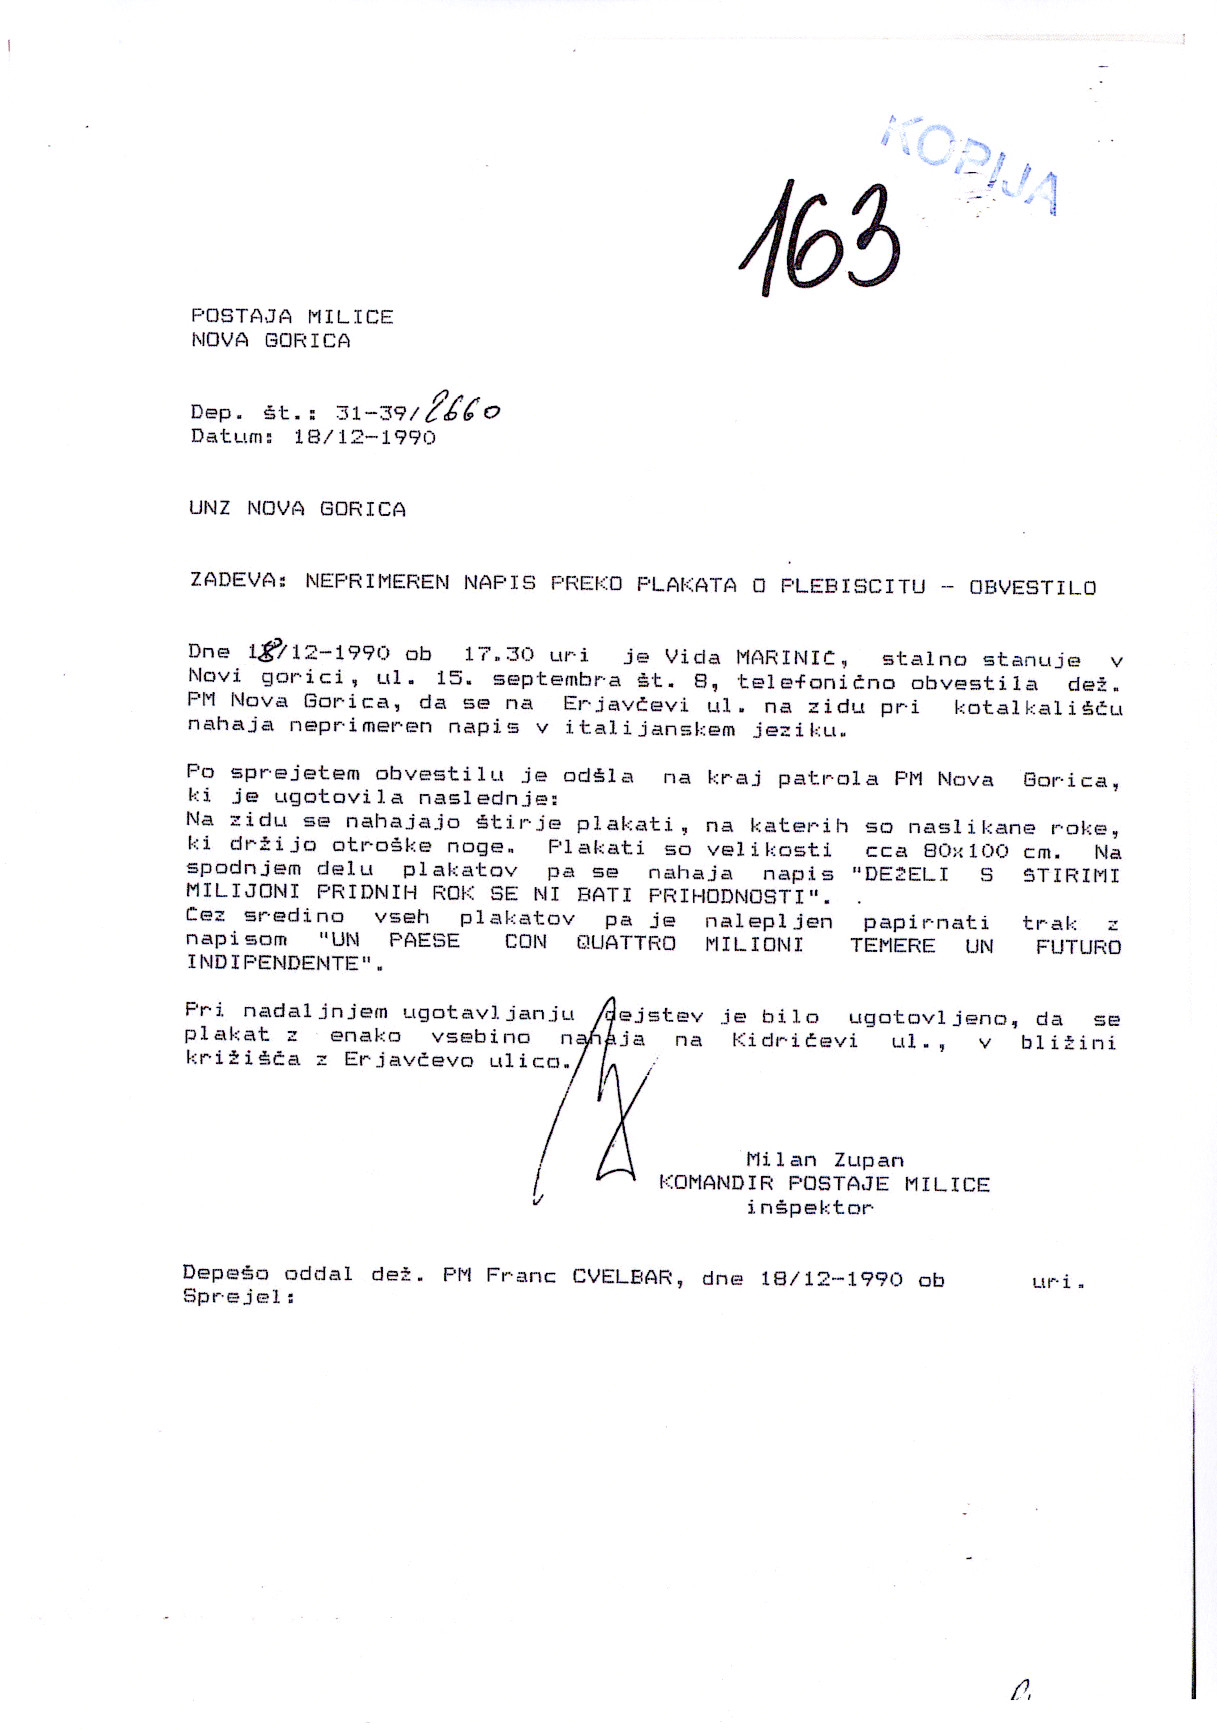 KOPIJA
163
POSTAJA MILICE
NOVA GORICA
Dep. št.: 31-39/2660
Datum: 18/12-1990
UNZ NOVA GORICA
ZADEVA: NEPRIMEREN NAPIS PREKO PLAKATA O PLEBISCITU - OBVESTILO
Dne 18/12-1990 ob 17.30 uri je Vida MARINIČ, stalno stanuje v
Novi gorici, ul. 15. septembra št. 8, telefonično obvestila dež.
PM Nova Gorica, da se na Erjavčevi ul. na zidu pri kotalkališču
nahaja neprimeren napis v italijanskem jeziku.
Po sprejetem obvestilu je odšla na kraj patrola PM Nova Gorica,
ki je ugotovila naslednje:
Na zidu se nahajajo štirje plakati, na katerih so naslikane roke,
ki držijo otroške noge. Plakati so velikosti cca 80x100 cm. Na
spodnjem delu plakatov pa se nahaja napis "DEŽELI S ŠTIRIMI
MILIJONI PRIDNIH ROK SE NI BATI PRIHODNOSTI".
Čez sredino vseh plakatov pa je nalepljen papirnati trak z
napisom "UN PAESE CON QUATTRO MILIONI TEMERE UN FUTURO
INDIPENDENTE".
Pri nadaljnjem ugotavljanju dejstev je bilo ugotovljeno, da se
plakat z enako vsebino nahaja na Kidričevi ul., v bližini
križišča z Erjavčevo ulico.
Milan Zupan
KOMANDIR POSTAJE MILICE
inšpektor
Depešo oddal dež. PM Franc CVELBAR, dne 18/12-1990 ob uri.
Sprejel: